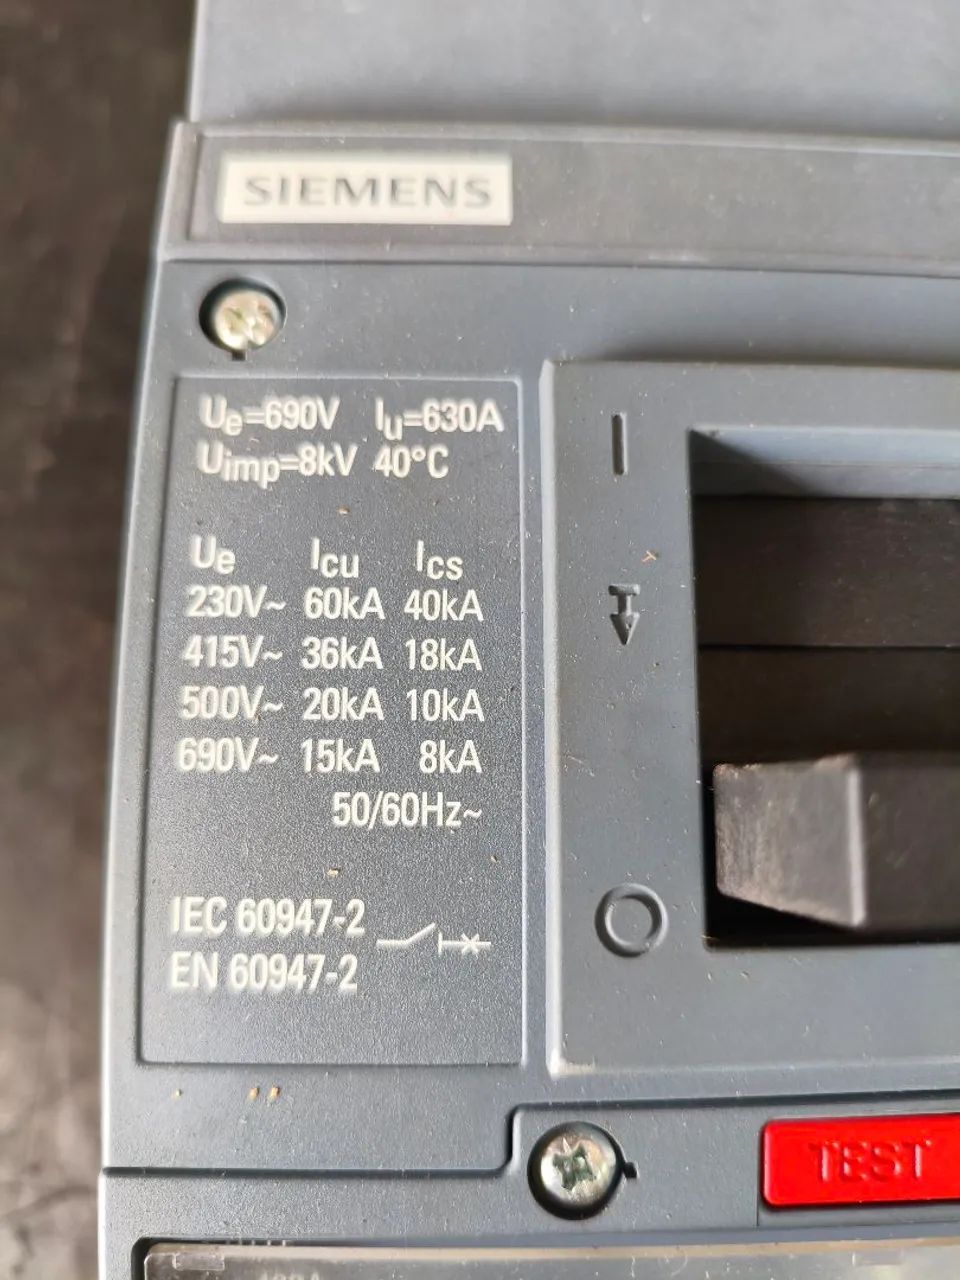 SIEMENS
Ue=690V Iu=630A
Uimp=8kV 40°C
Ue Icu Ics
230V~ 60kA 40kA
415V~ 36kA 18kA
500V~ 20kA 10kA
690V~ 15kA 8kA
50/60Hz~
IEC 60947-2
EN 60947-2
I
O
TEST